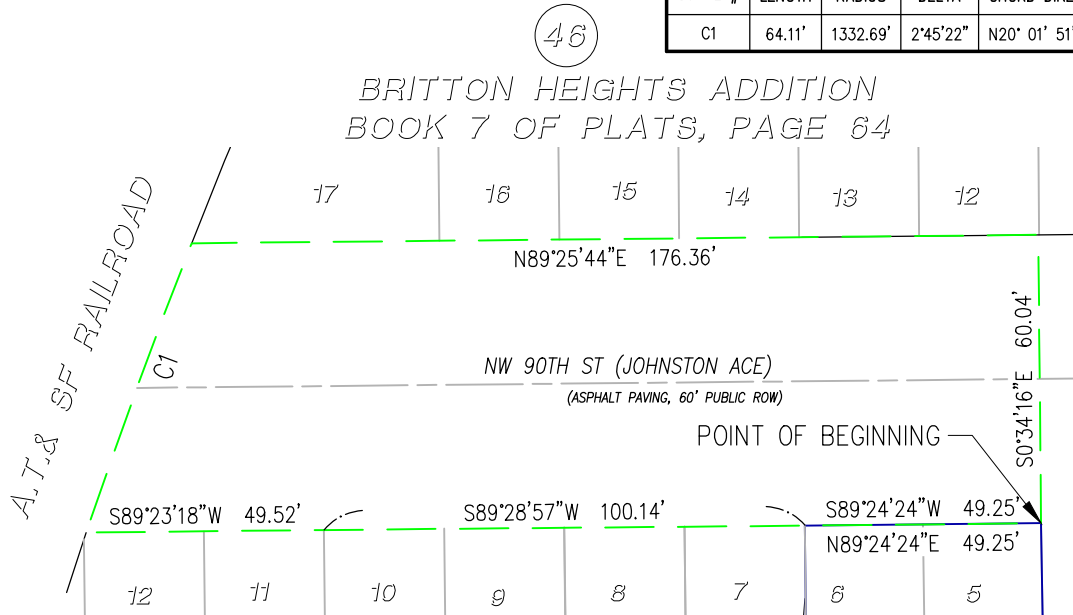 C1 64.11' 1332.69' 2°45'22" N20° 01' 51"
46
BRITTON HEIGHTS ADDITION
BOOK 7 OF PLATS, PAGE 64
17 16 15 14 13 12
N89°25'44"E 176.36'
A.T.& SF RAILROAD
C1
S0°34'16"E 60.04'
NW 90TH ST (JOHNSTON ACE)
(ASPHALT PAVING, 60' PUBLIC ROW)
POINT OF BEGINNING
S89°23'18"W 49.52' S89°28'57"W 100.14' S89°24'24"W 49.25'
N89°24'24"E 49.25'
12 11 10 9 8 7 6 5